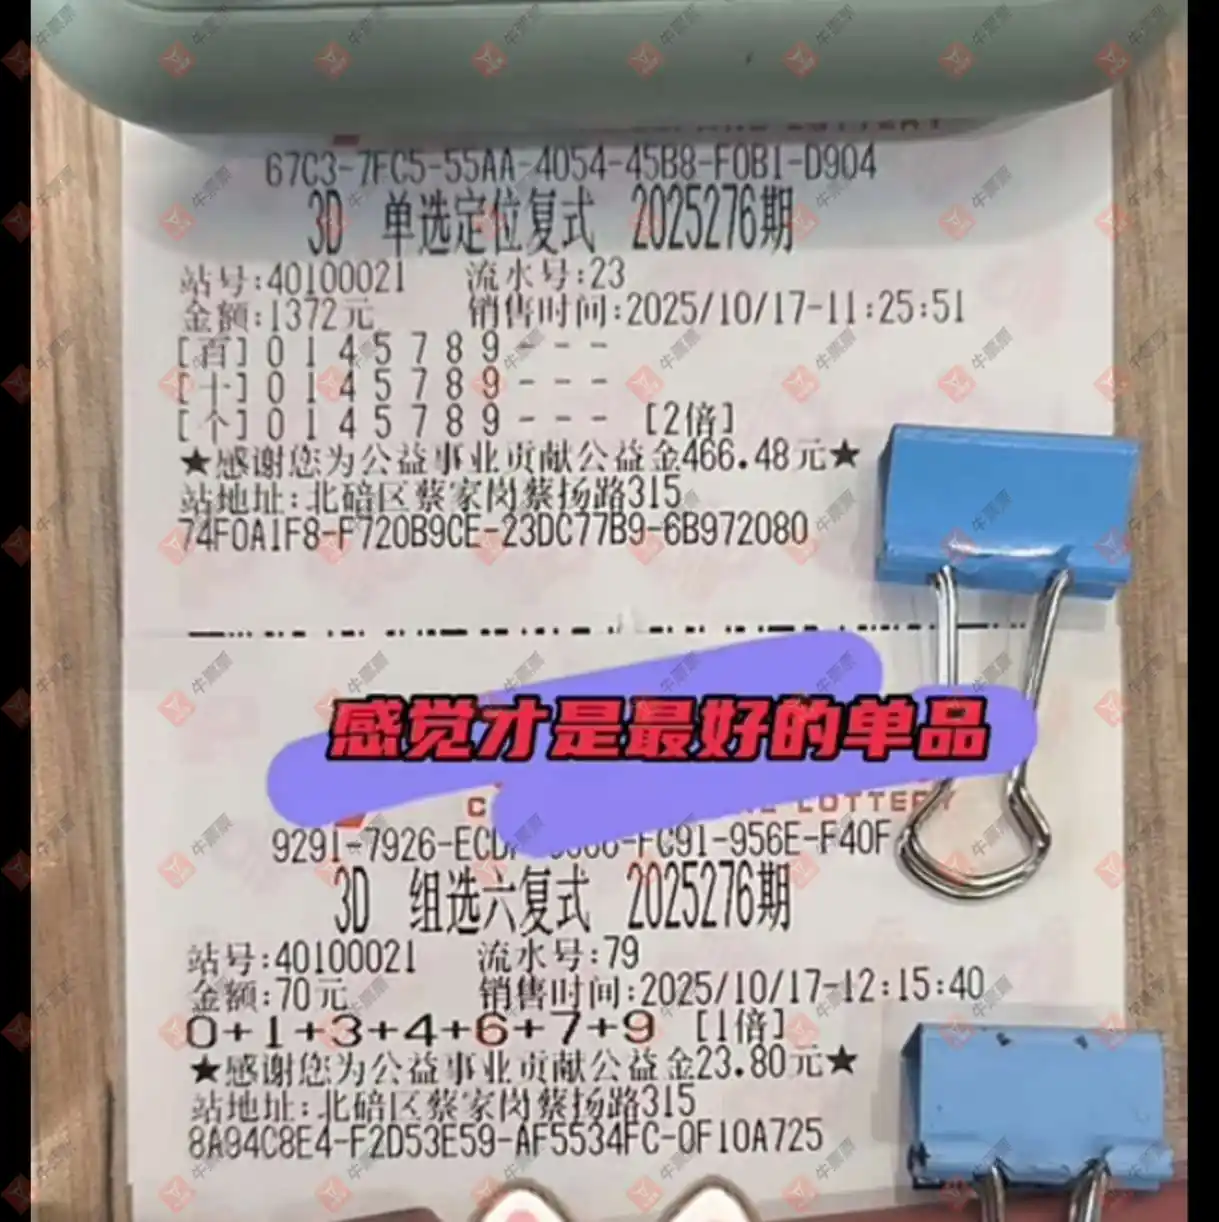 67C3-7FC5-55AA-4054-45B8-F0B1-D904
3D 单选定位复式 2025276期
站号:40100021 流水号:23
金额:1372元 销售时间:2025/10/17-11:25:51
[百] 0 1 4 5 7 8 9 - - -
[十] 0 1 4 5 7 8 9 - - -
[个] 0 1 4 5 7 8 9 - - - [2倍]
★感谢您为公益事业贡献公益金466.48元★
站地址:北碚区蔡家岗蔡扬路315
74F0A1F8-F720B9CE-23DC77B9-6B972080
感觉才是最好的单品
LOTTERY
9291-7926- -FC91-956E-F40F
3D 组选六复式 2025276期
站号:40100021 流水号:79
金额:70元 销售时间:2025/10/17-12:15:40
0+1+3+4+6+7+9 [1倍]
★感谢您为公益事业贡献公益金23.80元★
站地址:北碚区蔡家岗蔡扬路315
8A94C8E4-F2D53E59-AF5534FC-0F10A725